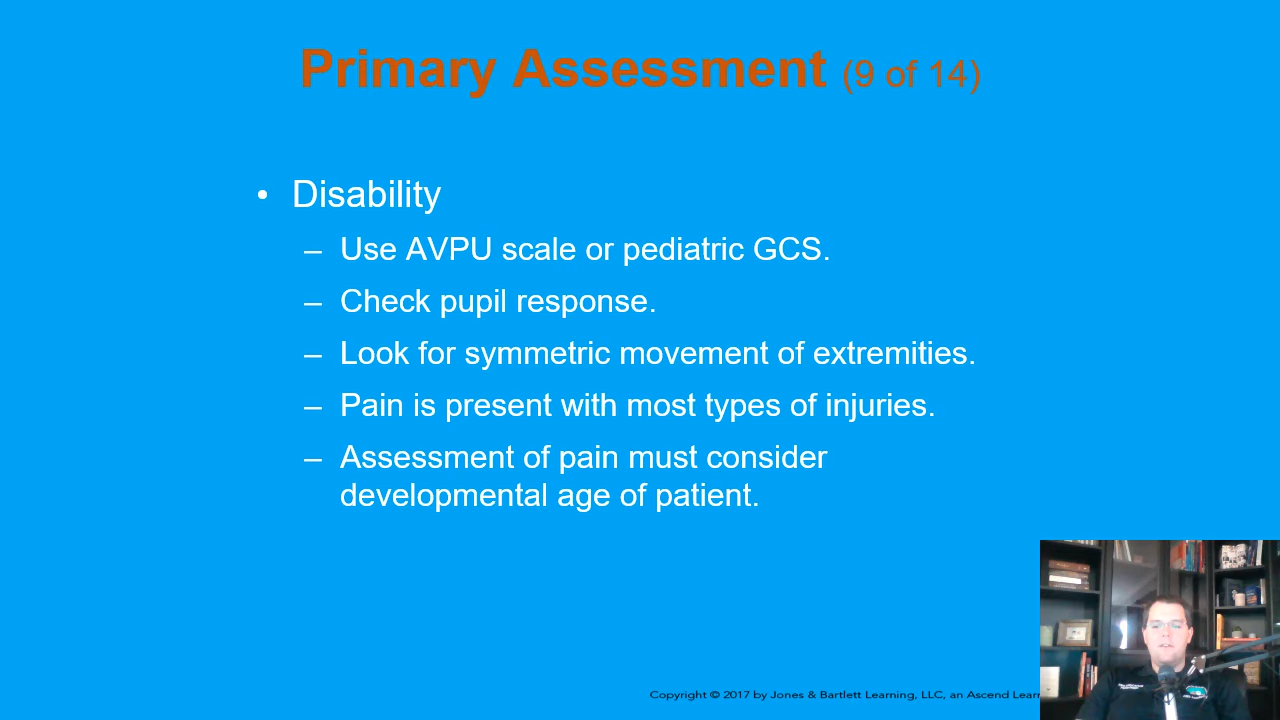 Primary Assessment (9 of 14)
• Disability
– Use AVPU scale or pediatric GCS.
– Check pupil response.
– Look for symmetric movement of extremities.
– Pain is present with most types of injuries.
– Assessment of pain must consider
developmental age of patient.
Copyright © 2017 by Jones & Bartlett Learning, LLC, an Ascend